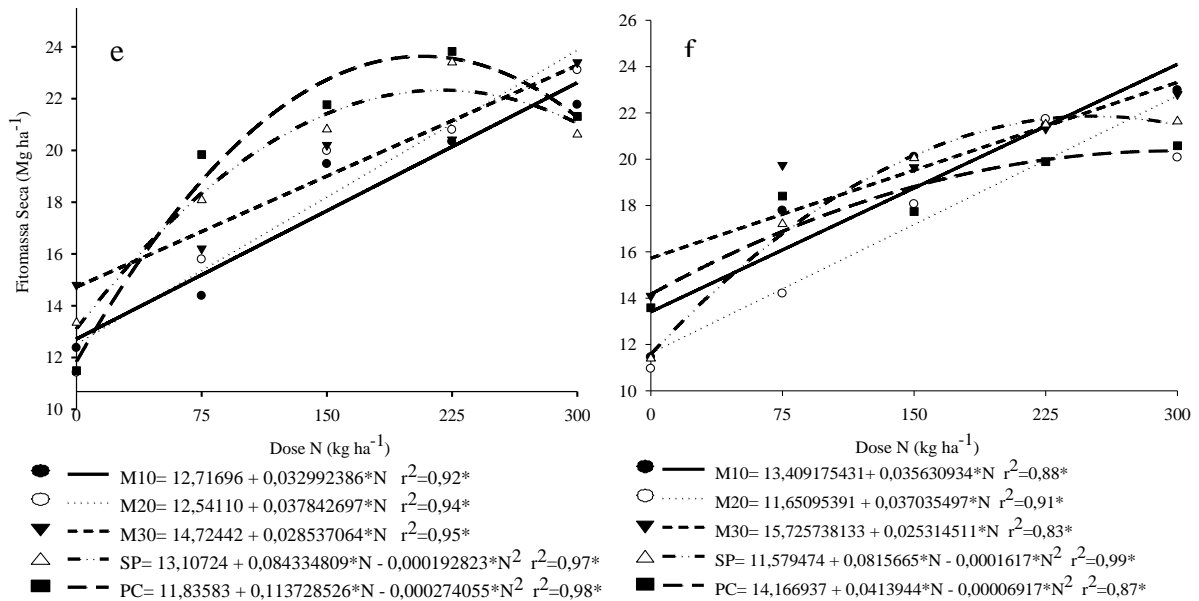 e
Fitomassa Seca (Mg ha⁻¹)
24
22
20
18
16
14
12
10
0 75 150 225 300
Dose N (kg ha⁻¹)
M10= 12,71696 + 0,032992386*N r²=0,92*
M20= 12,54110 + 0,037842697*N r²=0,94*
M30= 14,72442 + 0,028537064*N r²=0,95*
SP= 13,10724 + 0,084334809*N - 0,000192823*N² r²=0,97*
PC= 11,83583 + 0,113728526*N - 0,000274055*N² r²=0,98*
f
26
24
22
20
18
16
14
12
10
0 75 150 225 300
Dose N (kg ha⁻¹)
M10= 13,409175431+ 0,035630934*N r²=0,88*
M20= 11,65095391 + 0,037035497*N r²=0,91*
M30= 15,725738133 + 0,025314511*N r²=0,83*
SP= 11,579474 + 0,0815665*N - 0,0001617*N² r²=0,99*
PC= 14,166937 + 0,0413944*N - 0,00006917*N² r²=0,87*